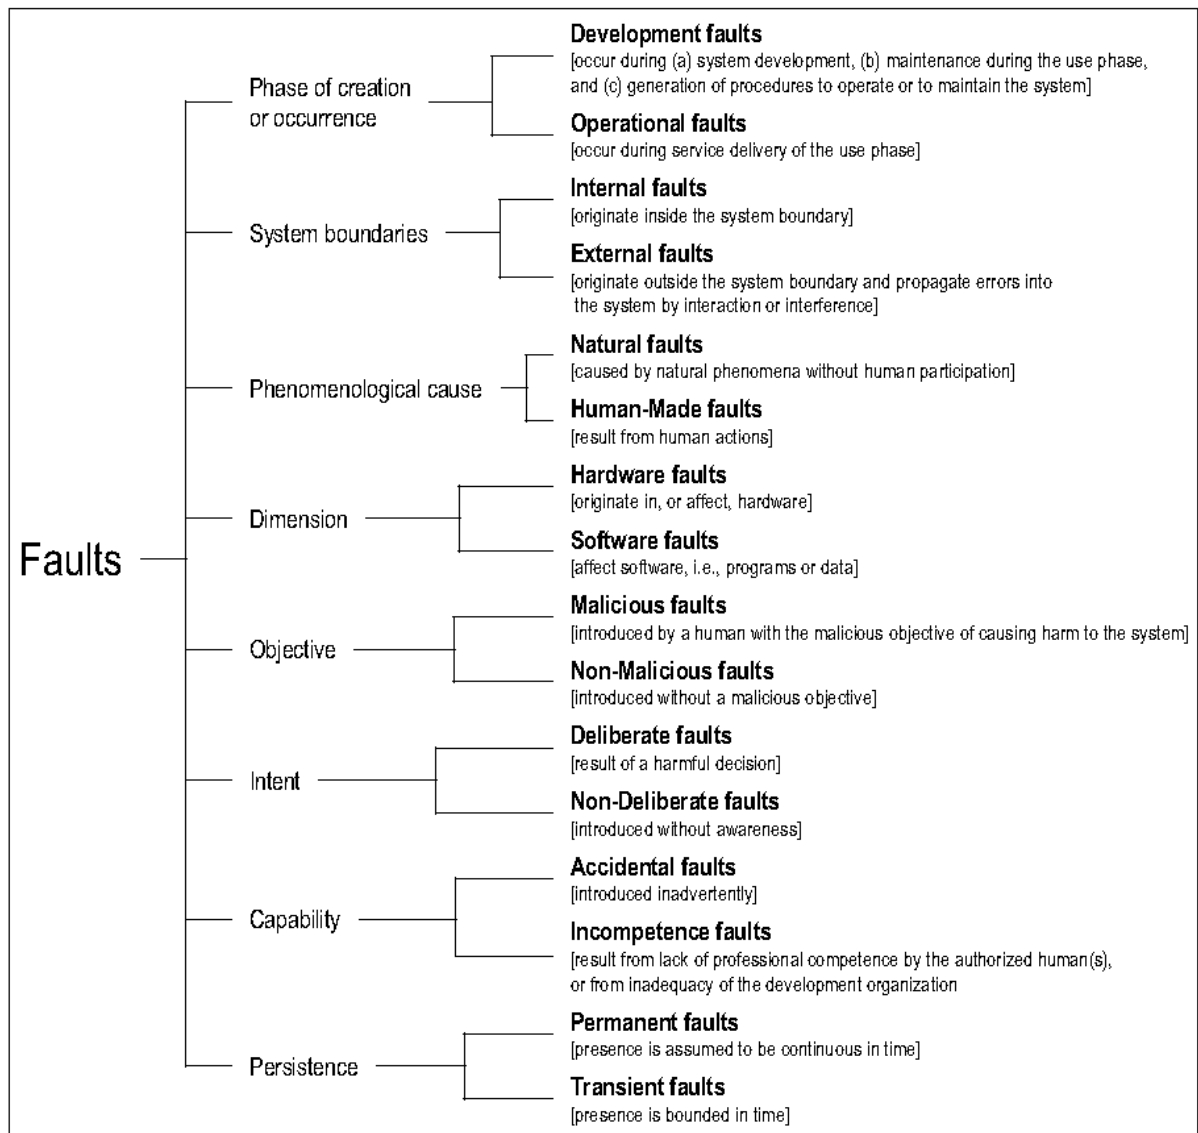 Faults
Phase of creation
or occurrence
Development faults
[occur during (a) system development, (b) maintenance during the use phase,
and (c) generation of procedures to operate or to maintain the system]
Operational faults
[occur during service delivery of the use phase]
System boundaries
Internal faults
[originate inside the system boundary]
External faults
[originate outside the system boundary and propagate errors into
the system by interaction or interference]
Phenomenological cause
Natural faults
[caused by natural phenomena without human participation]
Human-Made faults
[result from human actions]
Dimension
Hardware faults
[originate in, or affect, hardware]
Software faults
[affect software, i.e., programs or data]
Objective
Malicious faults
[introduced by a human with the malicious objective of causing harm to the system]
Non-Malicious faults
[introduced without a malicious objective]
Intent
Deliberate faults
[result of a harmful decision]
Non-Deliberate faults
[introduced without awareness]
Capability
Accidental faults
[introduced inadvertently]
Incompetence faults
[result from lack of professional competence by the authorized human(s),
or from inadequacy of the development organization
Persistence
Permanent faults
[presence is assumed to be continuous in time]
Transient faults
[presence is bounded in time]